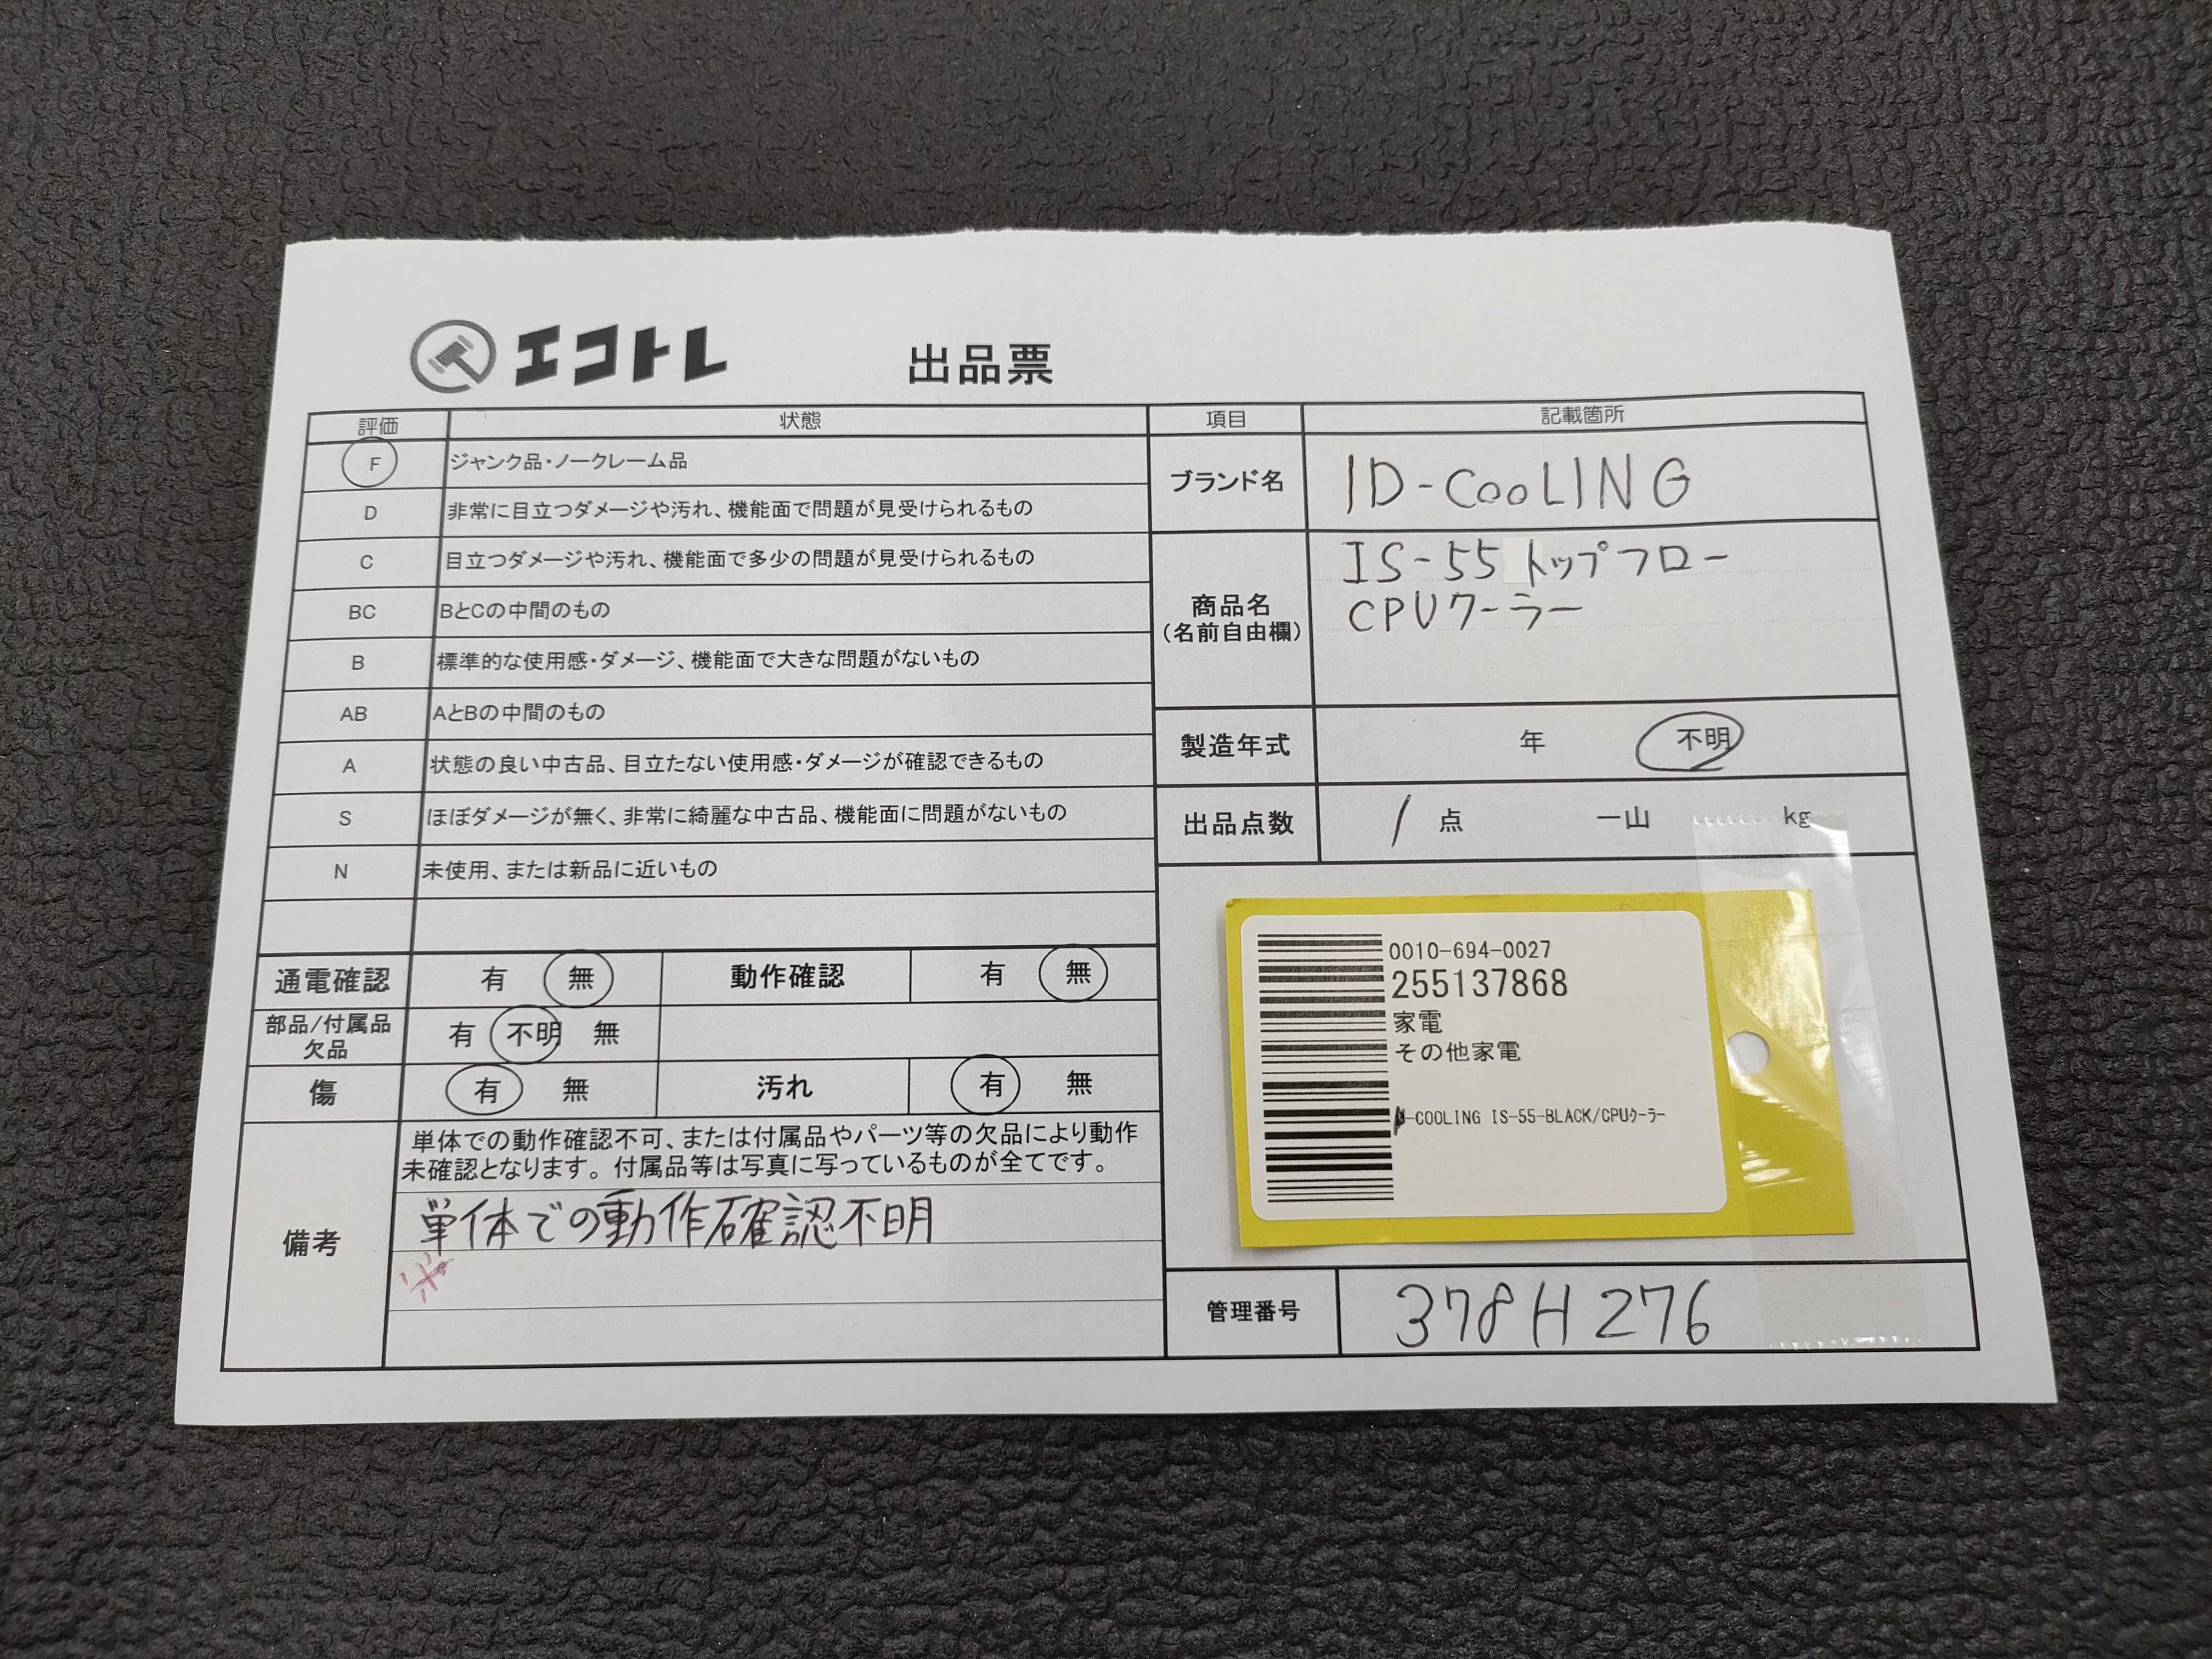 エコトレ 出品票
評価 状態
F ジャンク品・ノークレーム品
D 非常に目立つダメージや汚れ、機能面で問題が見受けられるもの
C 目立つダメージや汚れ、機能面で多少の問題が見受けられるもの
BC BとCの中間のもの
B 標準的な使用感・ダメージ、機能面で大きな問題がないもの
AB AとBの中間のもの
A 状態の良い中古品、目立たない使用感・ダメージが確認できるもの
S ほぼダメージが無く、非常に綺麗な中古品、機能面に問題がないもの
N 未使用、または新品に近いもの
通電確認 有 無 動作確認 有 無
部品/付属品
欠品 有 不明 無
傷 有 無 汚れ 有 無
備考
単体での動作確認不可、または付属品やパーツ等の欠品により動作
未確認となります。付属品等は写真に写っているものが全てです。
単体での動作確認不明
※
項目 記載箇所
ブランド名 ID-COOLING
商品名
(名前自由欄)
IS-55 トップフロー
CPUクーラー
製造年式 年 不明
出品点数 1 点 一山 kg
0010-694-0027
255137868
家電
その他家電
-COOLING IS-55-BLACK/CPUクーラー
管理番号 378H276